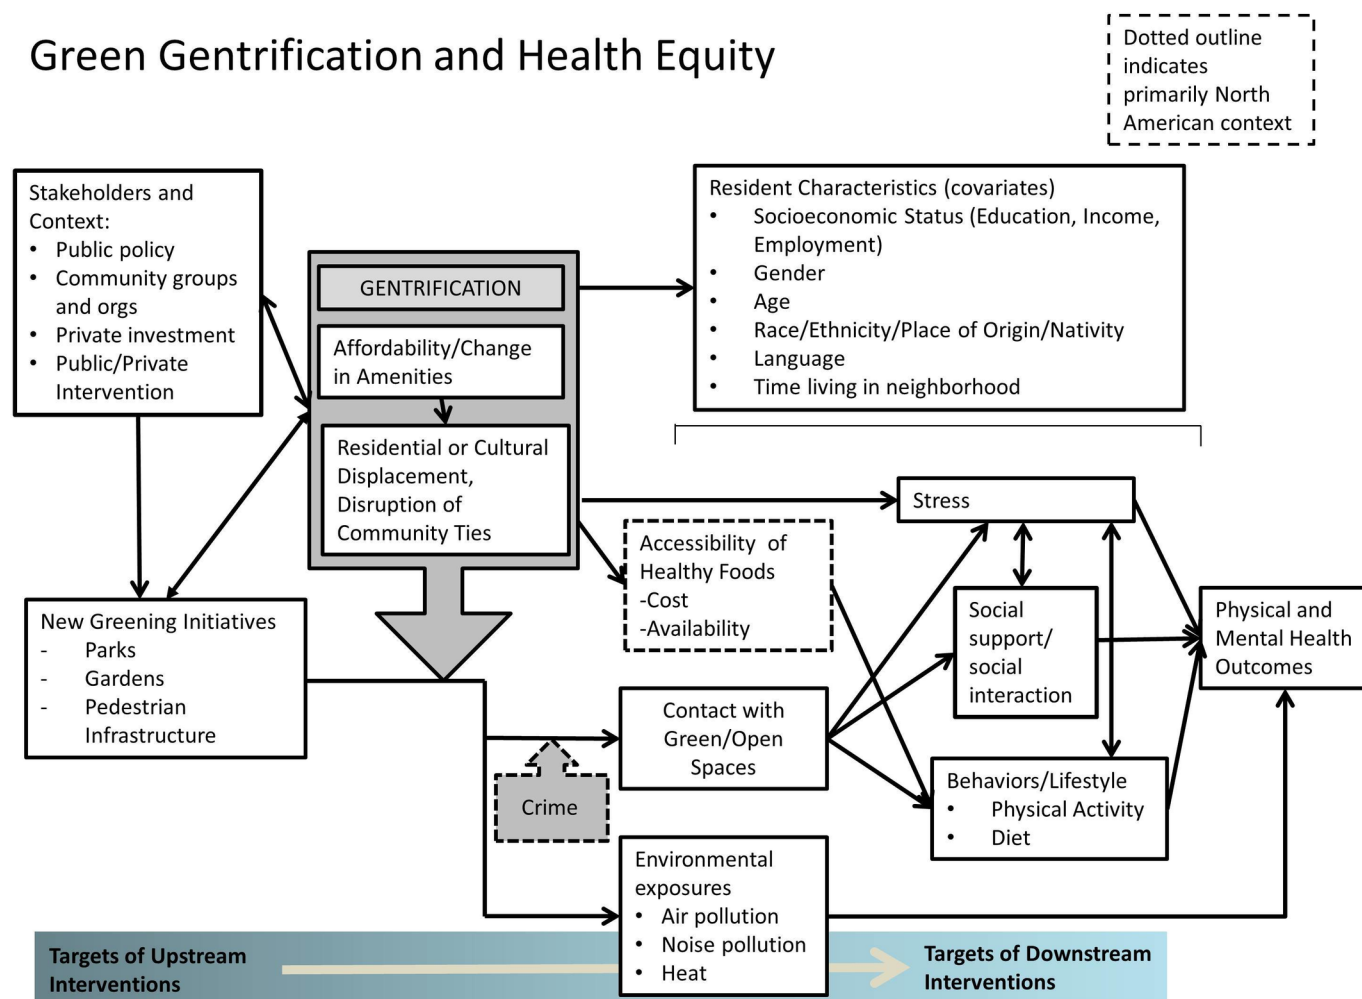 Green Gentrification and Health Equity
Dotted outline
indicates
primarily North
American context
Stakeholders and
Context:
• Public policy
• Community groups
and orgs
• Private investment
• Public/Private
Intervention
GENTRIFICATION
Affordability/Change
in Amenities
Residential or Cultural
Displacement,
Disruption of
Community Ties
Resident Characteristics (covariates)
• Socioeconomic Status (Education, Income,
Employment)
• Gender
• Age
• Race/Ethnicity/Place of Origin/Nativity
• Language
• Time living in neighborhood
Stress
Accessibility of
Healthy Foods
-Cost
-Availability
Social
support/
social
interaction
Physical and
Mental Health
Outcomes
New Greening Initiatives
- Parks
- Gardens
- Pedestrian
Infrastructure
Contact with
Green/Open
Spaces
Crime
Behaviors/Lifestyle
• Physical Activity
• Diet
Environmental
exposures
• Air pollution
• Noise pollution
• Heat
Targets of Upstream
Interventions
Targets of Downstream
Interventions